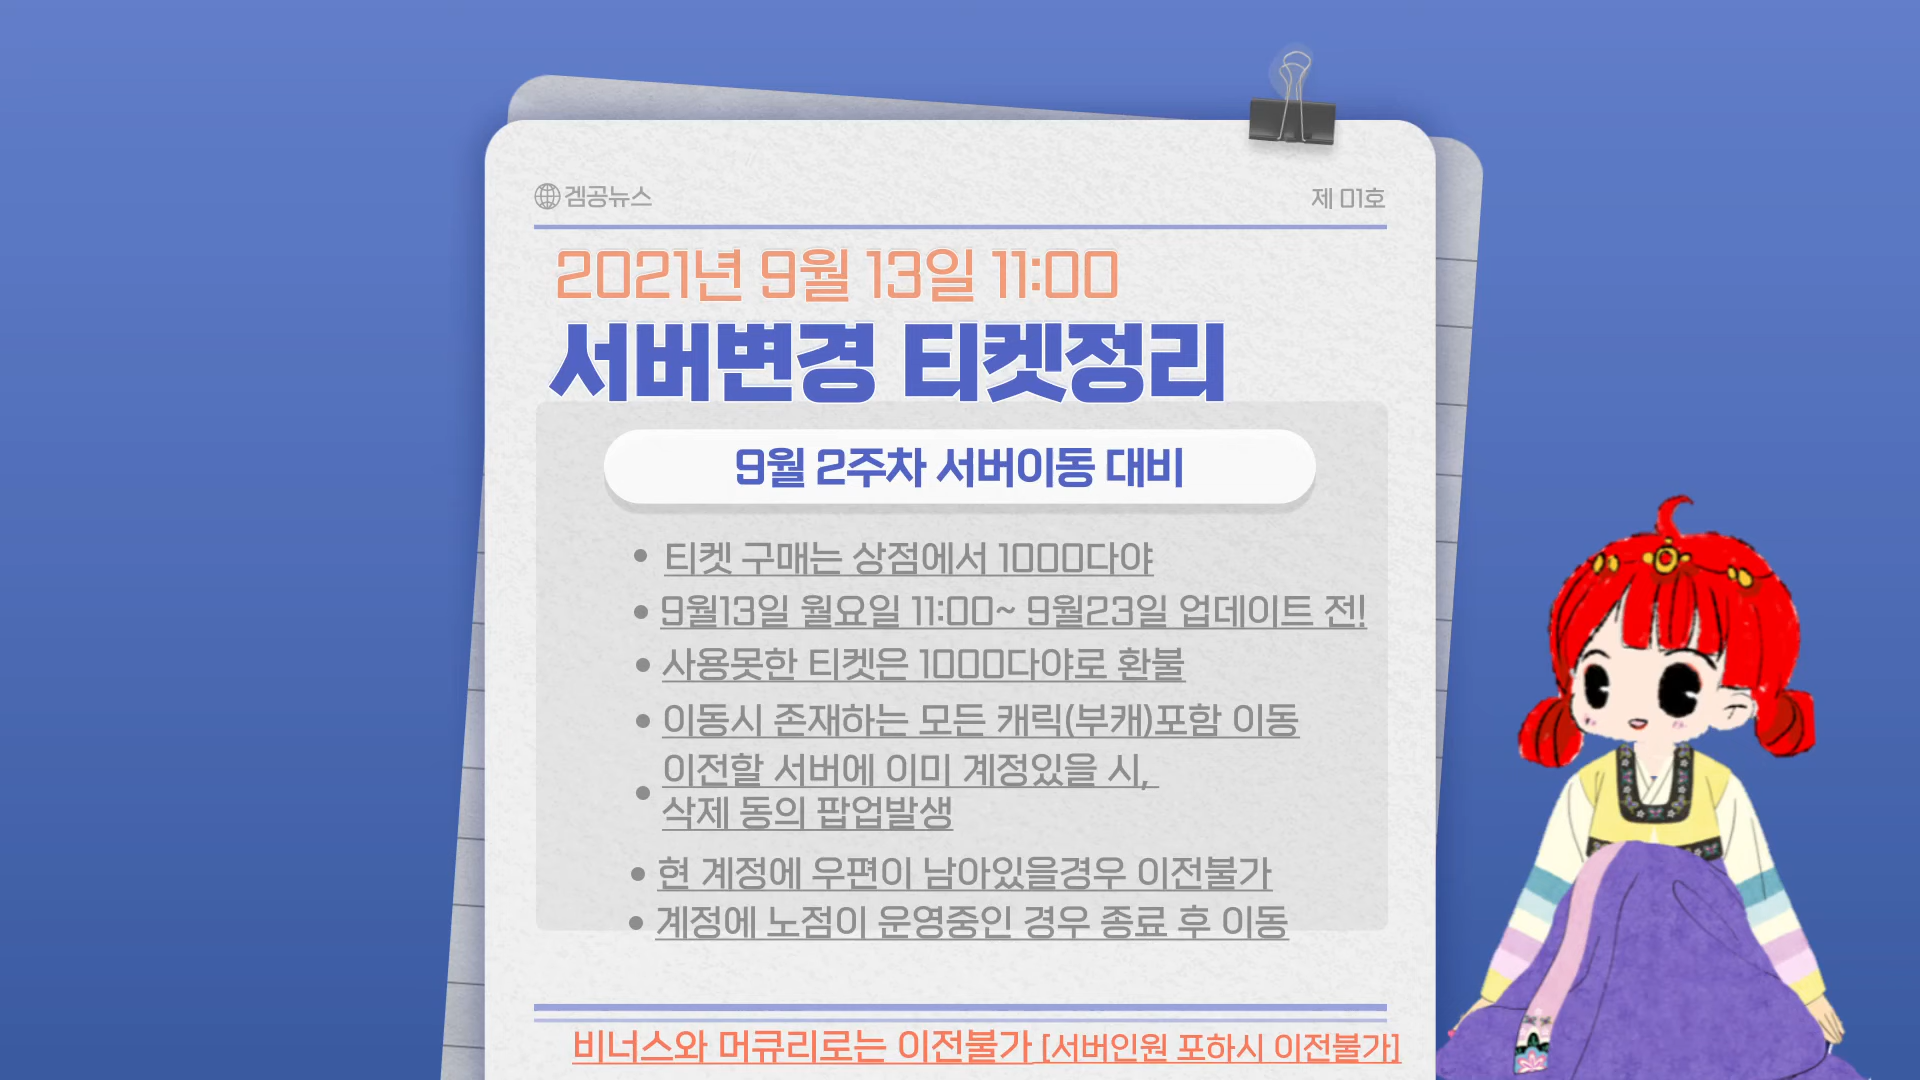 겜공뉴스
제 01호
2021년 9월 13일 11:00
서버변경 티켓정리
9월 2주차 서버이동 대비
티켓 구매는 상점에서 1000다야
9월13일 월요일 11:00~ 9월23일 업데이트 전!
사용못한 티켓은 1000다야로 환불
이동시 존재하는 모든 캐릭(부캐)포함 이동
이전할 서버에 이미 계정있을 시,
삭제 동의 팝업발생
현 계정에 우편이 남아있을경우 이전불가
계정에 노점이 운영중인 경우 종료 후 이동
비너스와 머큐리로는 이전불가 [서버인원 포하시 이전불가]